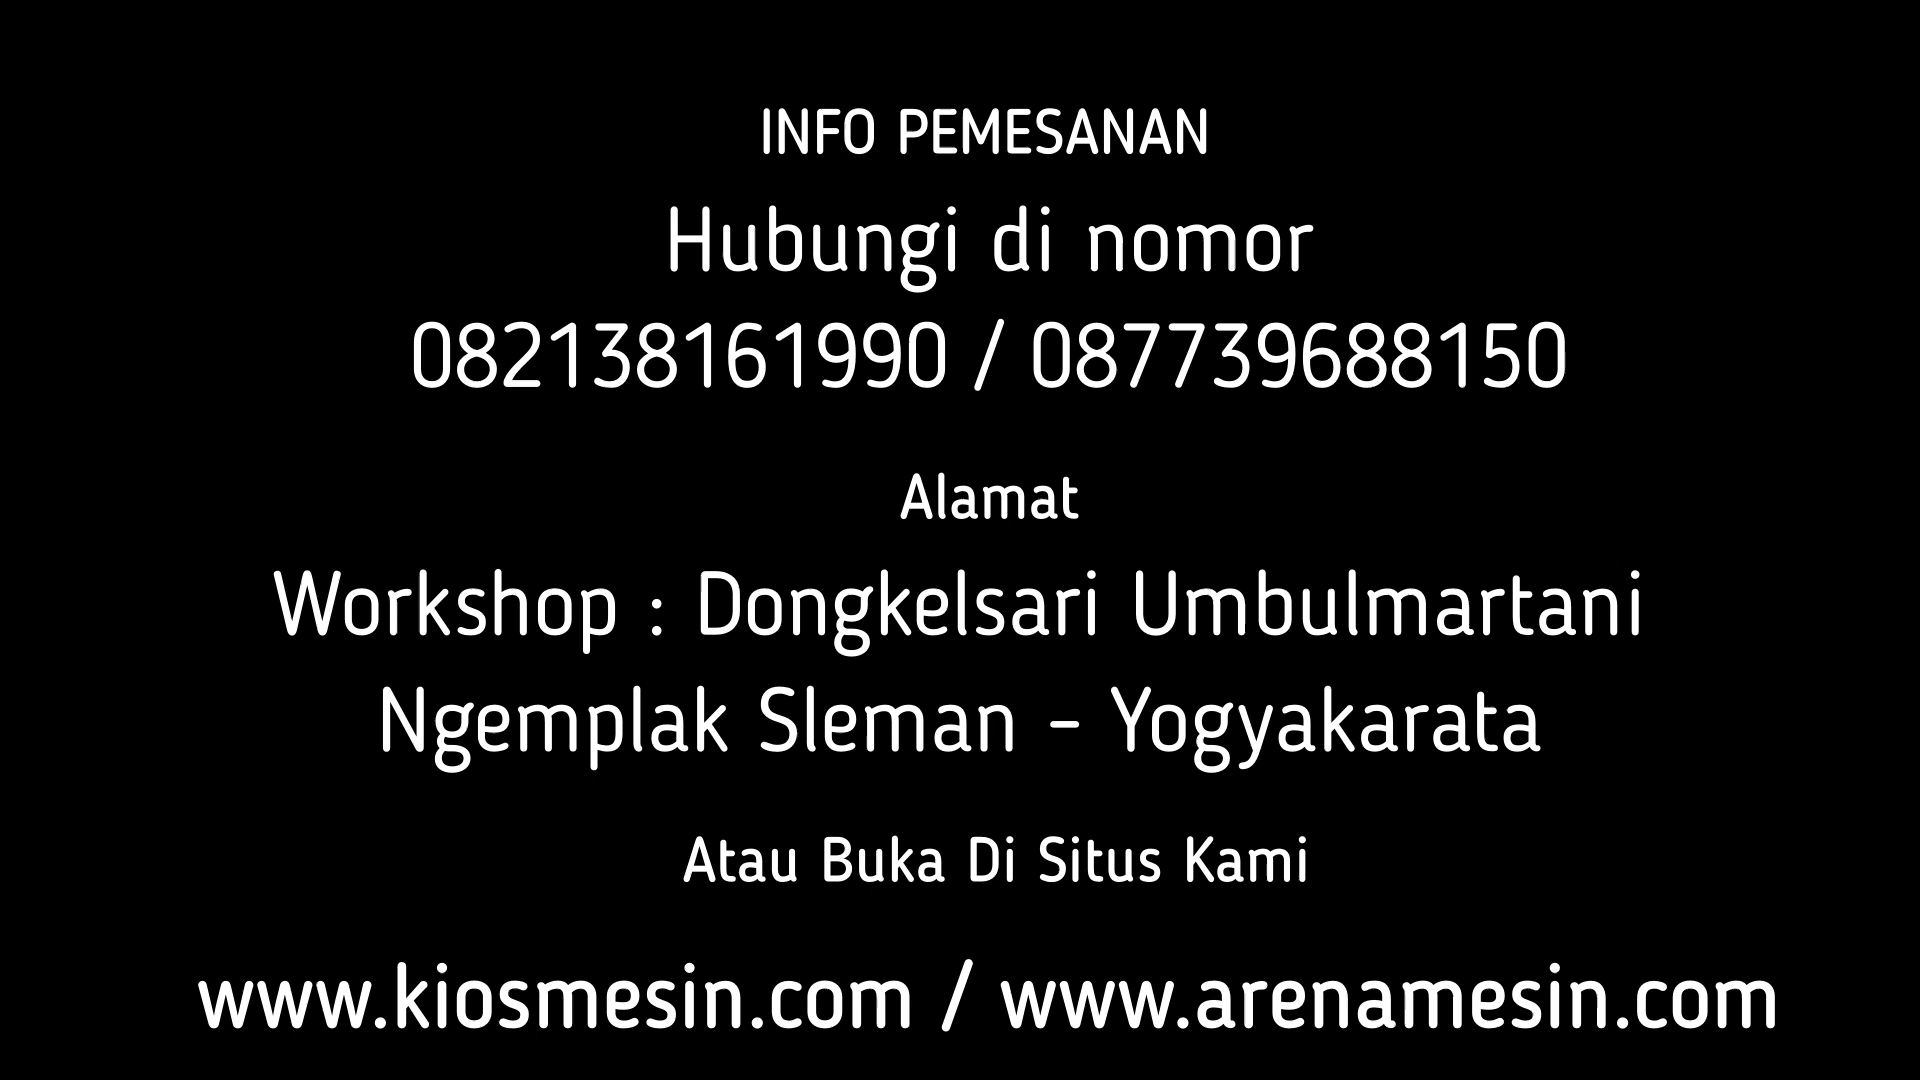 INFO PEMESANAN
Hubungi di nomor
082138161990 / 087739688150
Alamat
Workshop : Dongkelsari Umbulmartani
Ngemplak Sleman - Yogyakarata
Atau Buka Di Situs Kami
www.kiosmesin.com / www.arenamesin.com